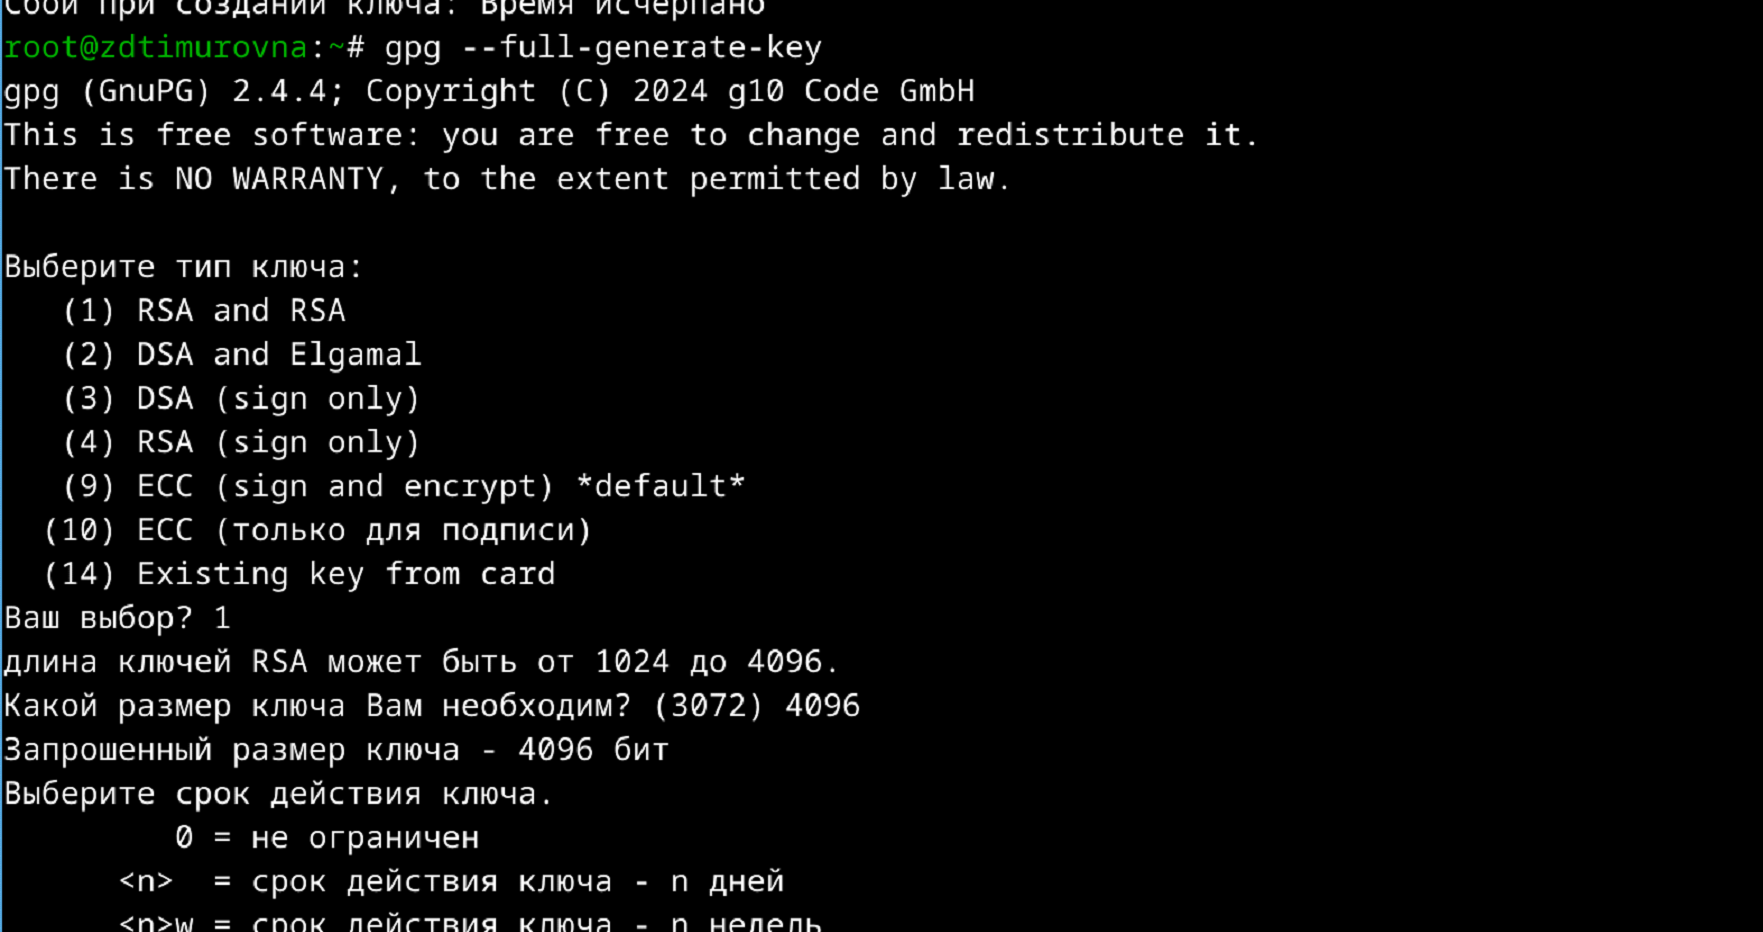 Сбой при создании ключа: Время исчерпано
root@zdtimurovna:~# gpg --full-generate-key
gpg (GnuPG) 2.4.4; Copyright (C) 2024 g10 Code GmbH
This is free software: you are free to change and redistribute it.
There is NO WARRANTY, to the extent permitted by law.
Выберите тип ключа:
(1) RSA and RSA
(2) DSA and Elgamal
(3) DSA (sign only)
(4) RSA (sign only)
(9) ECC (sign and encrypt) *default*
(10) ECC (только для подписи)
(14) Existing key from card
Ваш выбор? 1
длина ключей RSA может быть от 1024 до 4096.
Какой размер ключа Вам необходим? (3072) 4096
Запрошенный размер ключа - 4096 бит
Выберите срок действия ключа.
0 = не ограничен
<n> = срок действия ключа - n дней
<n>w = срок действия ключа - n недель